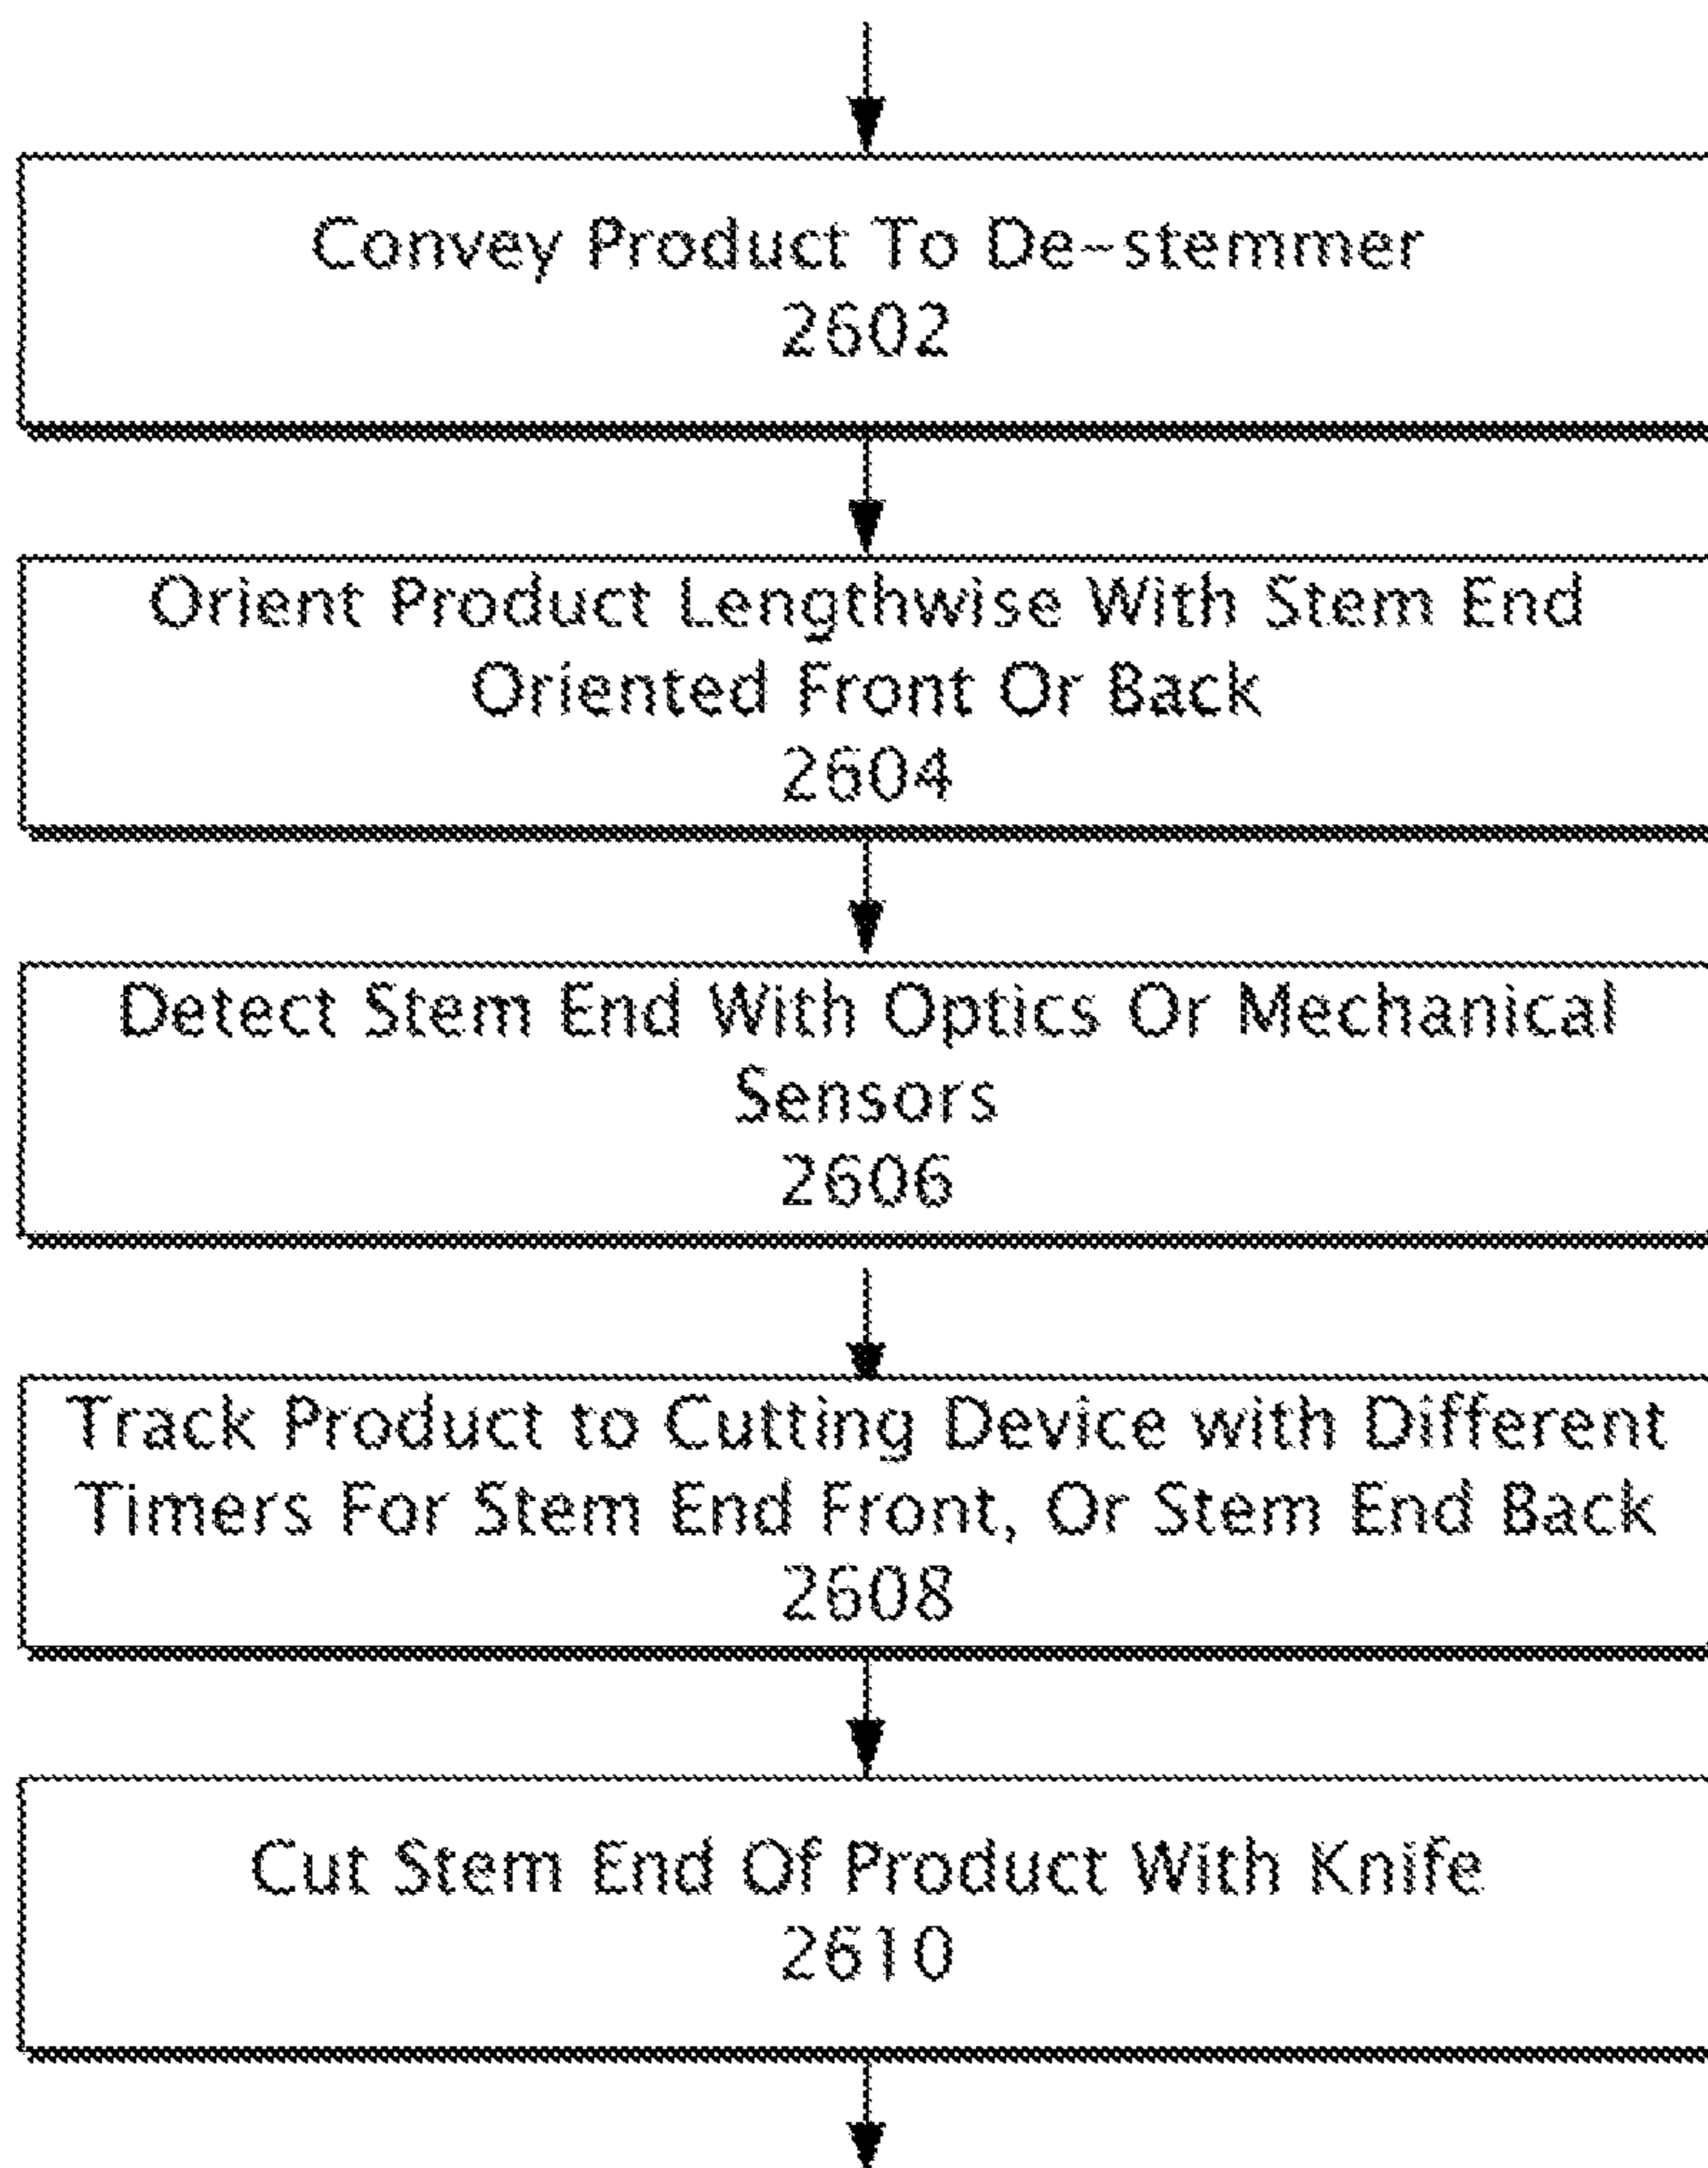 Convey Product To De-stemmer
2602
Orient Product Lengthwise With Stem End
Oriented Front Or Back
2604
Detect Stem End With Optics Or Mechanical
Sensors
2606
Track Product to Cutting Device with Different
Timers For Stem End Front, Or Stem End Back
2608
Cut Stem End Of Product With Knife
2610